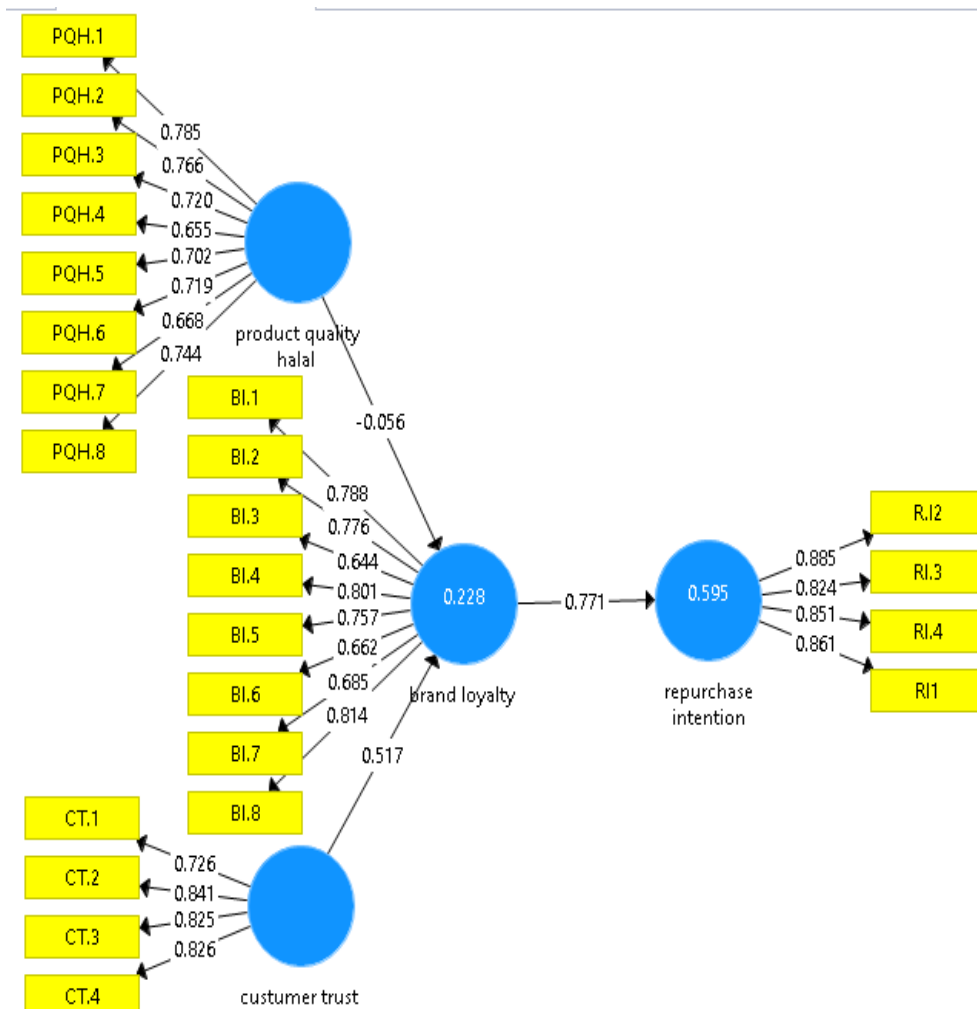 PQH.1
PQH.2
PQH.3
PQH.4
PQH.5
PQH.6
PQH.7
PQH.8
0.785
0.766
0.720
0.655
0.702
0.719
0.668
0.744
product quality
halal
-0.056
BI.1
BI.2
BI.3
BI.4
BI.5
BI.6
BI.7
BI.8
0.788
0.776
0.644
0.801
0.757
0.662
0.685
0.814
0.228
brand loyalty
0.771
0.595
repurchase
intention
0.885
0.824
0.851
0.861
R.I2
RI.3
RI.4
RI1
0.517
CT.1
CT.2
CT.3
CT.4
0.726
0.841
0.825
0.826
custumer trust